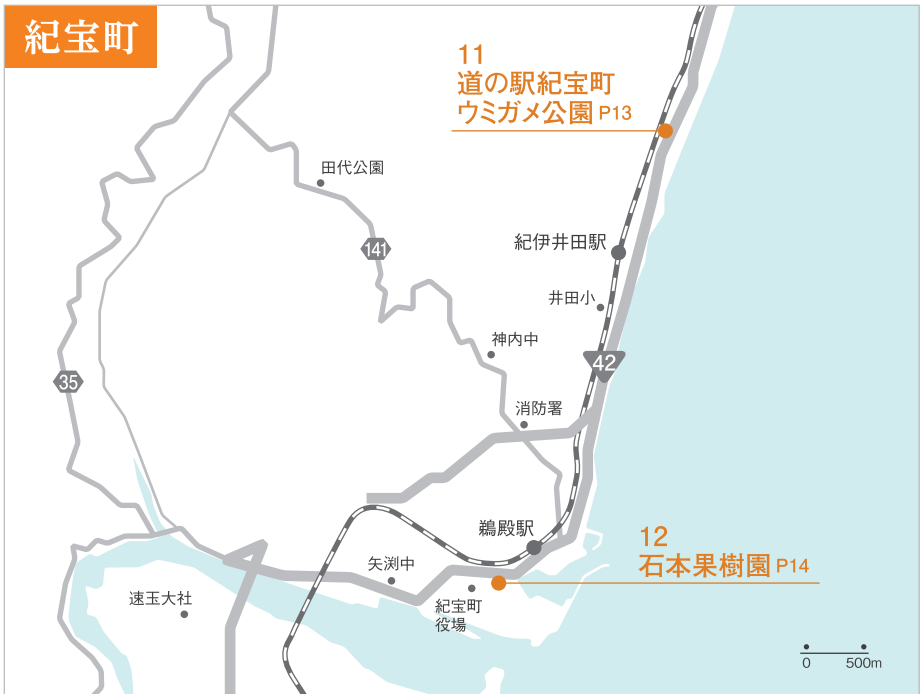 紀宝町
11
道の駅紀宝町
ウミガメ公園 P13
田代公園
141
紀伊井田駅
井田小
神内中
42
35
消防署
鵜殿駅
12
石本果樹園 P14
矢渕中
紀宝町
役場
速玉大社
0 500m